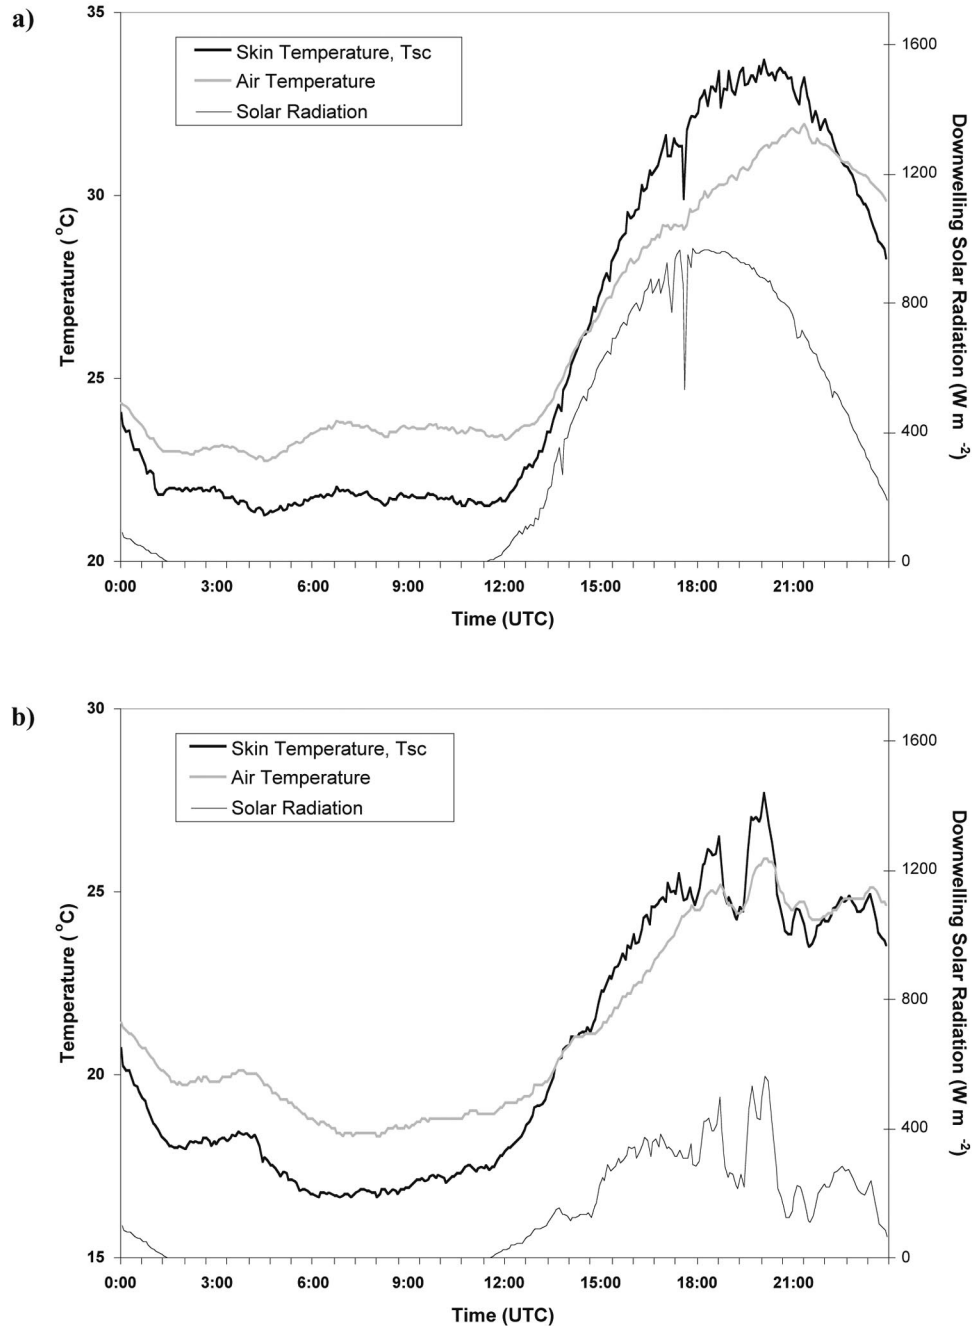 a)
35
30
25
20
Temperature (°C)
Skin Temperature, Tsc
Air Temperature
Solar Radiation
1600
1200
800
400
0
Downwelling Solar Radiation (W m⁻²)
0:00 3:00 6:00 9:00 12:00 15:00 18:00 21:00
Time (UTC)
b)
30
25
20
15
Temperature (°C)
Skin Temperature, Tsc
Air Temperature
Solar Radiation
1600
1200
800
400
0
Downwelling Solar Radiation (W m⁻²)
0:00 3:00 6:00 9:00 12:00 15:00 18:00 21:00
Time (UTC)